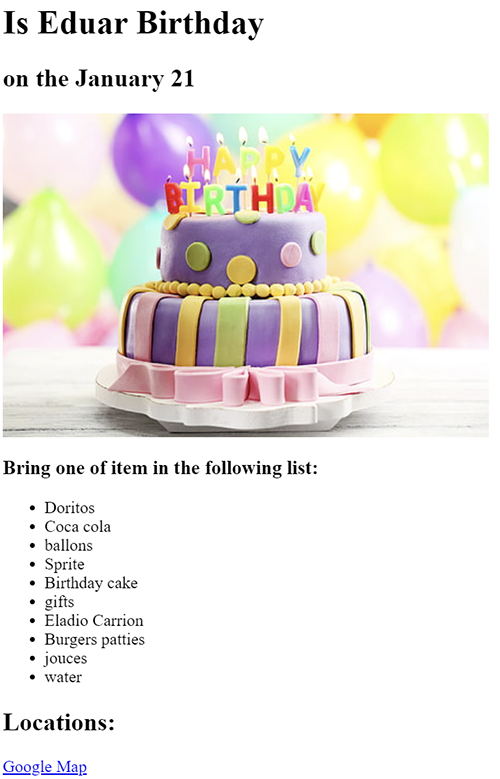 Is Eduar Birthday
on the January 21
HAPPY
BIRTHDAY
Bring one of item in the following list:
Doritos
Coca cola
ballons
Sprite
Birthday cake
gifts
Eladio Carrion
Burgers patties
jouces
water
Locations:
Google Map